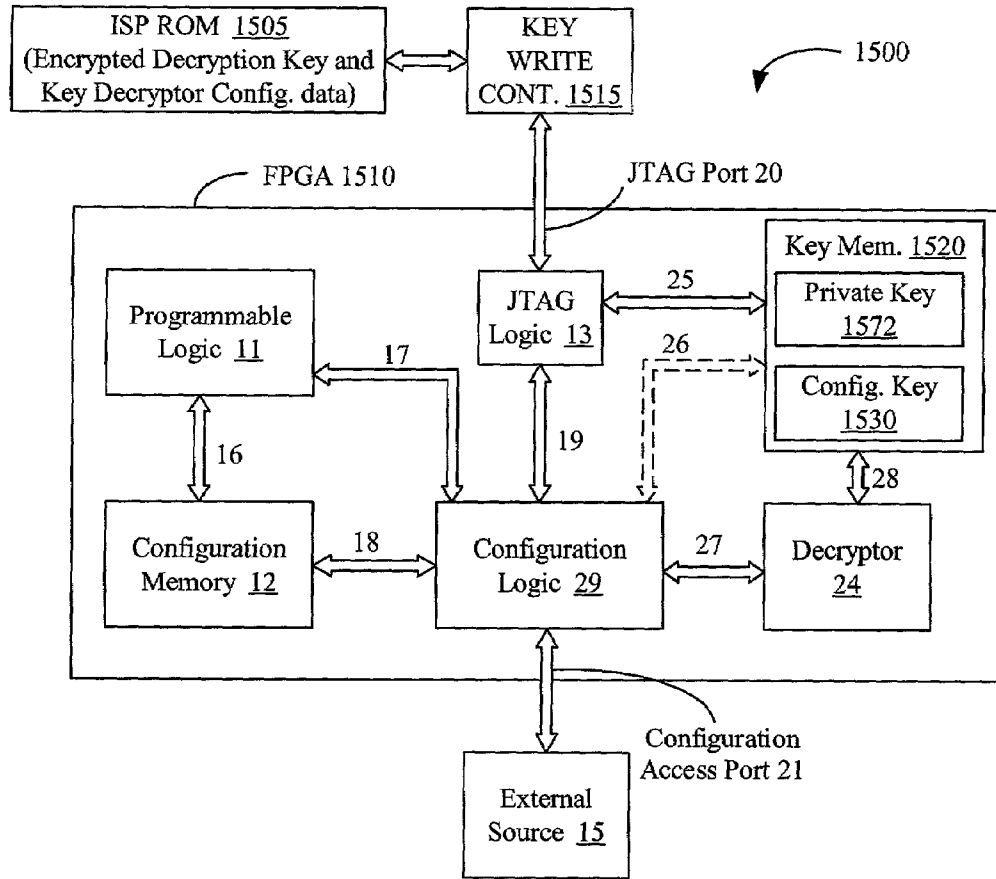 ISP ROM 1505
(Encrypted Decryption Key and
Key Decryptor Config. data)
KEY
WRITE
CONT. 1515
1500
FPGA 1510
JTAG Port 20
Programmable
Logic 11
JTAG
Logic 13
25
Key Mem. 1520
Private Key
1572
Config. Key
1530
17
26
16
19
28
Configuration
Memory 12
18
Configuration
Logic 29
27
Decryptor
24
Configuration
Access Port 21
External
Source 15